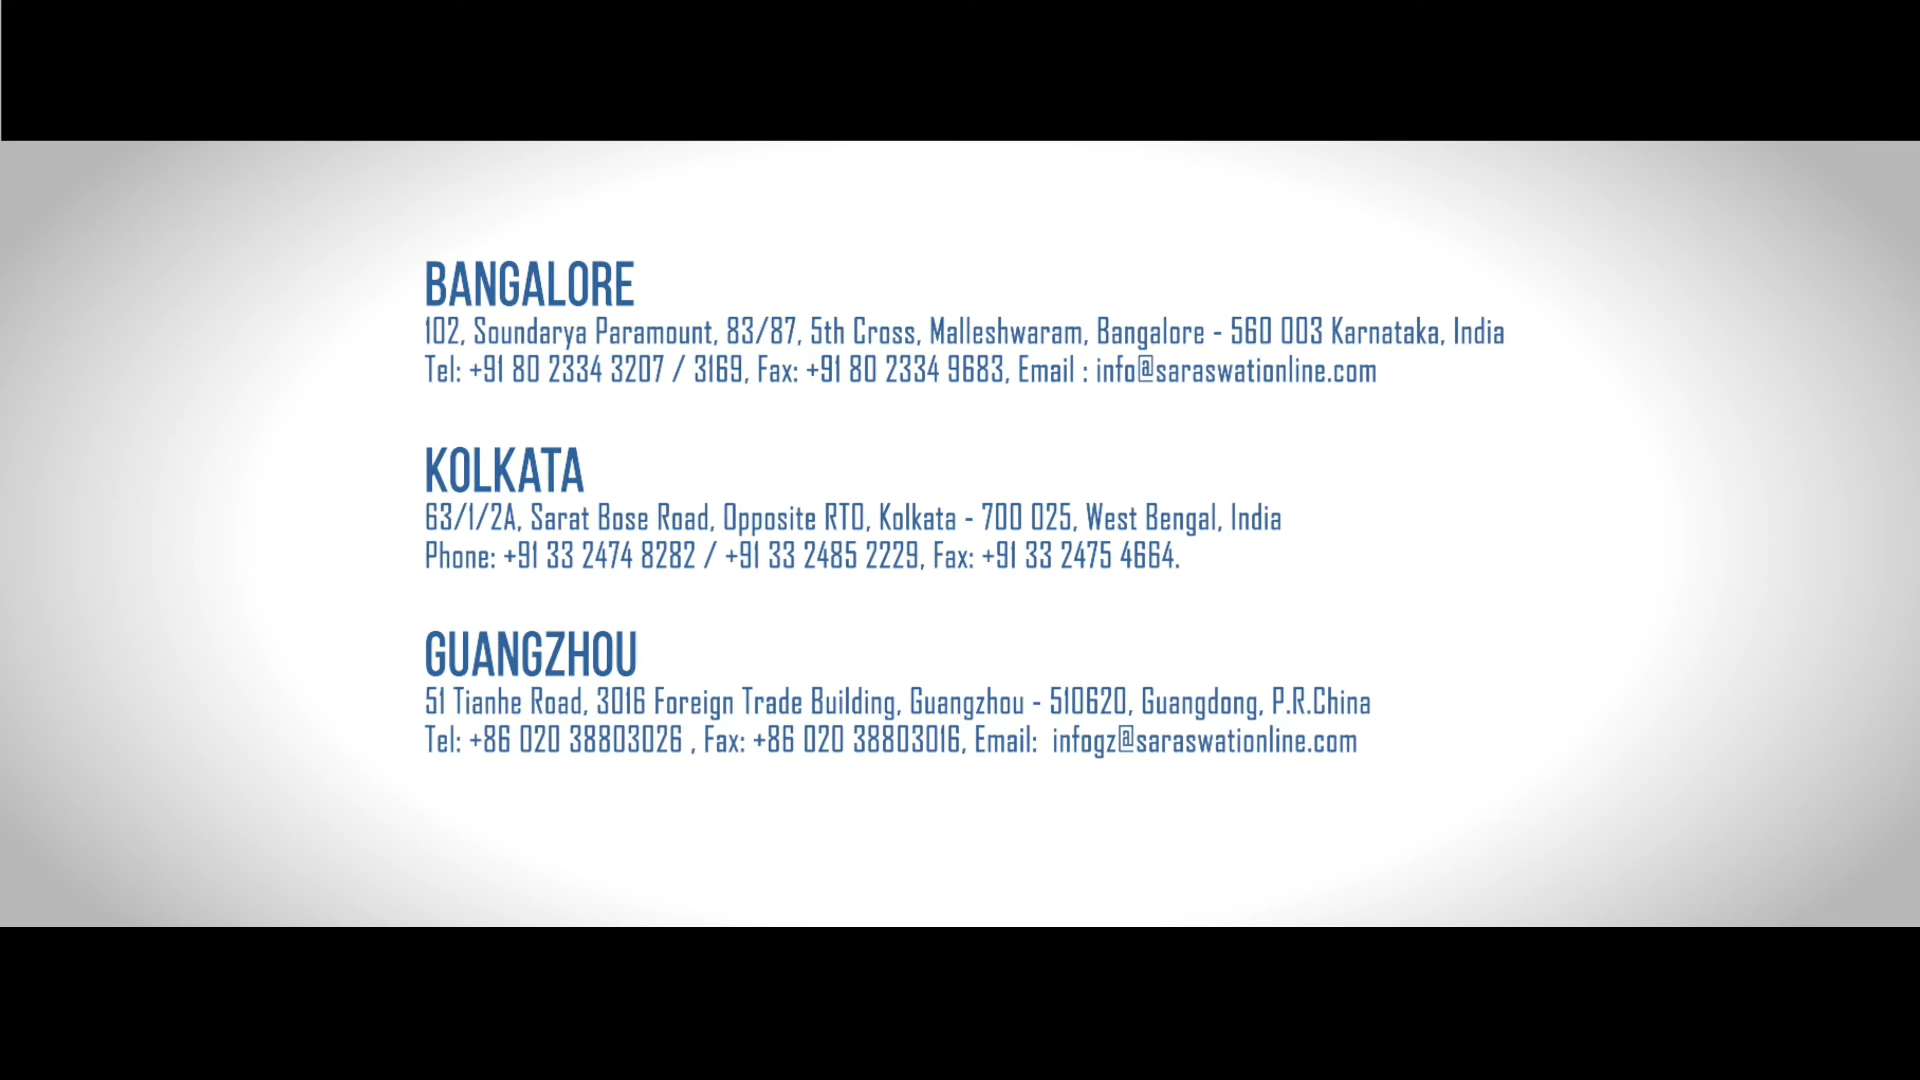 BANGALORE
102, Soundarya Paramount, 83/87, 5th Cross, Malleshwaram, Bangalore - 560 003 Karnataka, India
Tel: +91 80 2334 3207 / 3169, Fax: +91 80 2334 9683, Email : info@saraswationline.com
KOLKATA
63/1/2A, Sarat Bose Road, Opposite RTO, Kolkata - 700 025, West Bengal, India
Phone: +91 33 2474 8282 / +91 33 2485 2229, Fax: +91 33 2475 4664.
GUANGZHOU
51 Tianhe Road, 3016 Foreign Trade Building, Guangzhou - 510620, Guangdong, P.R.China
Tel: +86 020 38803026 , Fax: +86 020 38803016, Email:  infogz@saraswationline.com